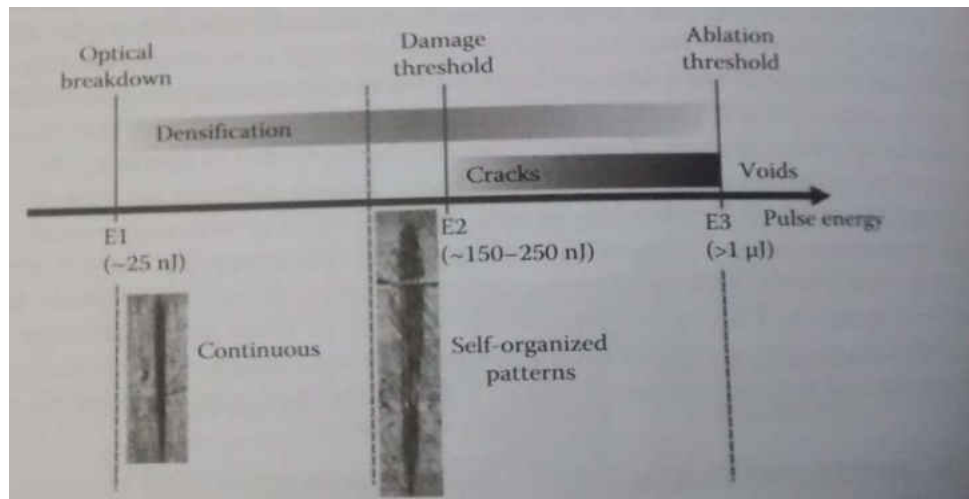 Optical
breakdown
Damage
threshold
Ablation
threshold
Densification
Cracks
Voids
Pulse energy
E1
(~25 nJ)
E2
(~150–250 nJ)
E3
(>1 μJ)
Continuous
Self-organized
patterns